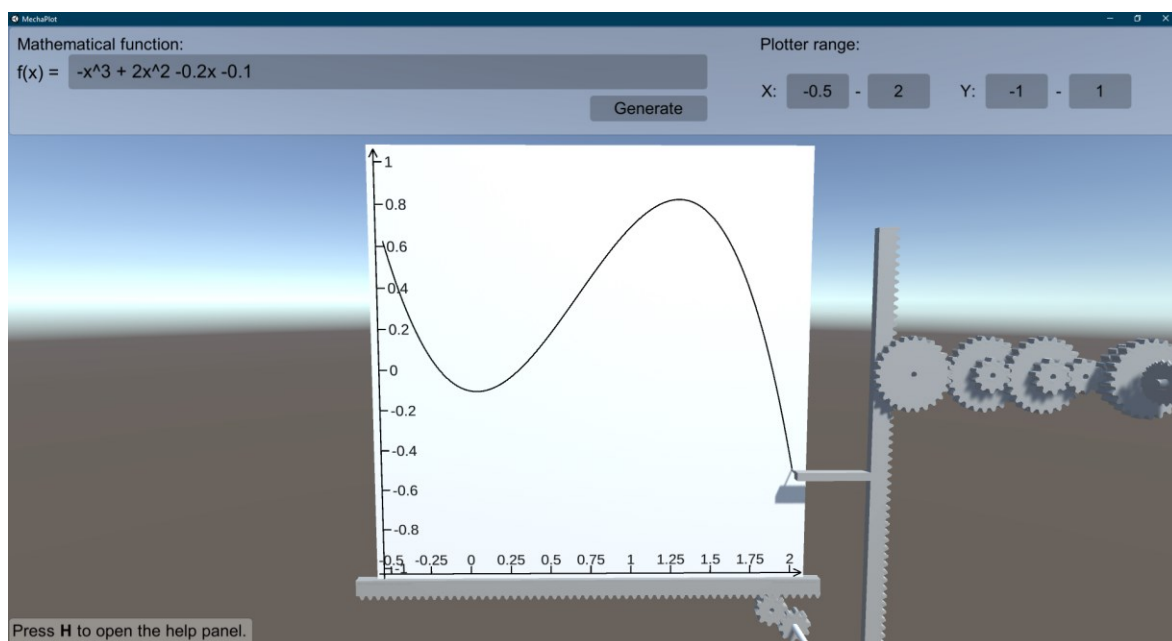 MechaPlot
Mathematical function:
Plotter range:
f(x) = -x^3 + 2x^2 -0.2x -0.1
X: -0.5 - 2 Y: -1 - 1
Generate
1
0.8
0.6
0.4
0.2
0
-0.2
-0.4
-0.6
-0.8
-1
-0.5 -0.25 0 0.25 0.5 0.75 1 1.25 1.5 1.75 2
Press H to open the help panel.